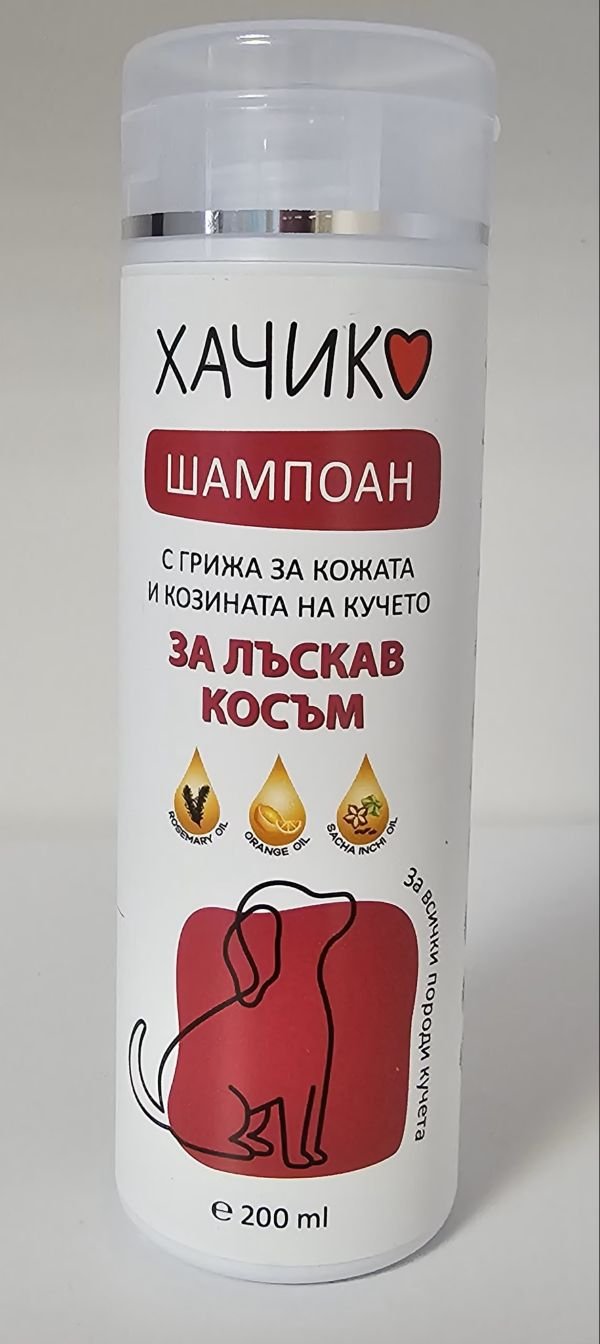 ХАЧИКО
ШАМПОАН
С ГРИЖА ЗА КОЖАТА
И КОЗИНАТА НА КУЧЕТО
ЗА ЛЪСКАВ
КОСЪМ
ROSEMARY OIL
ORANGE OIL
SACHA INCHI OIL
За всички породи кучета
℮ 200 ml